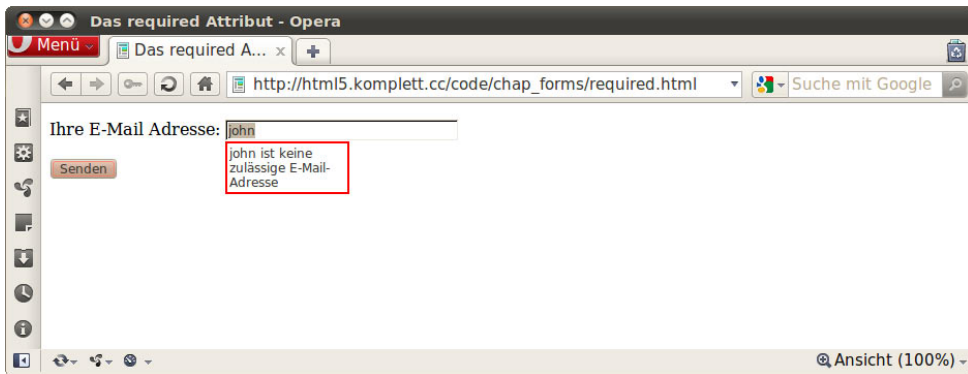 Das required Attribut - Opera
Menü
Das required A...
http://html5.komplett.cc/code/chap_forms/required.html
Suche mit Google
Ihre E-Mail Adresse: john
john ist keine
zulässige E-Mail-
Adresse
Senden
Ansicht (100%)